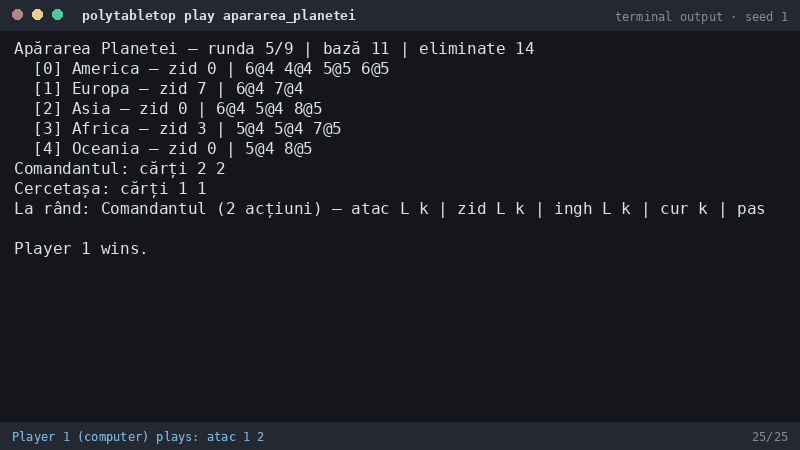 polytabletop play apararea_planetei
terminal output · seed 1
Apărarea Planetei — runda 5/9 | bază 11 | eliminate 14
[0] America — zid 0 | 6@4 4@4 5@5 6@5
[1] Europa — zid 7 | 6@4 7@4
[2] Asia — zid 0 | 6@4 5@4 8@5
[3] Africa — zid 3 | 5@4 5@4 7@5
[4] Oceania — zid 0 | 5@4 8@5
Comandantul: cărți 2 2
Cercetașa: cărți 1 1
La rând: Comandantul (2 acțiuni) — atac L k | zid L k | ingh L k | cur k | pas
Player 1 wins.
Player 1 (computer) plays: atac 1 2
25/25